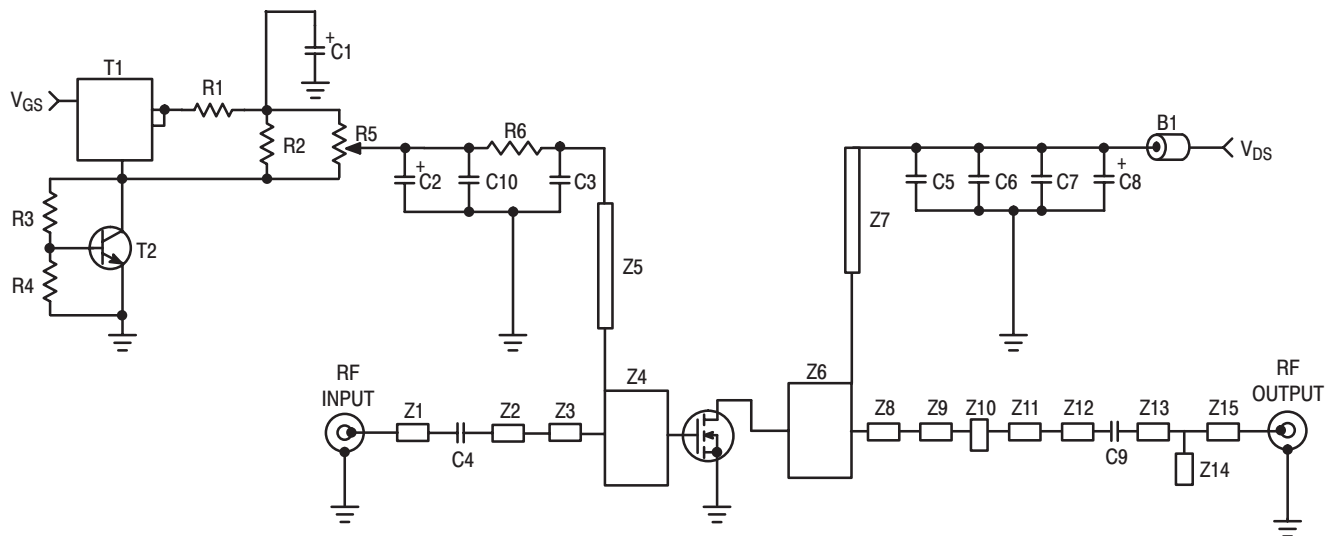 C1
+
T1
R1
VGS
R2
R5
R6
+
C2
C10
C3
B1
VDS
C5
C6
C7
+
C8
R3
T2
R4
Z5
Z7
RF
INPUT
Z1
C4
Z2
Z3
Z4
Z6
Z8
Z9
Z10
Z11
Z12
C9
Z13
Z14
Z15
RF
OUTPUT